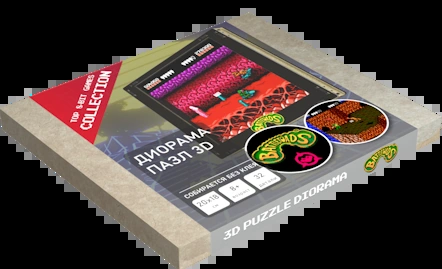 TOP
8-BIT GAMES
COLLECTION
ДИОРАМА
ПАЗЛ 3D
СОБИРАЕТСЯ БЕЗ КЛЕЯ
20x18
8+
32
BATTLETOADS
BATTLETOADS
BATTLETOADS
3D PUZZLE DIORAMA